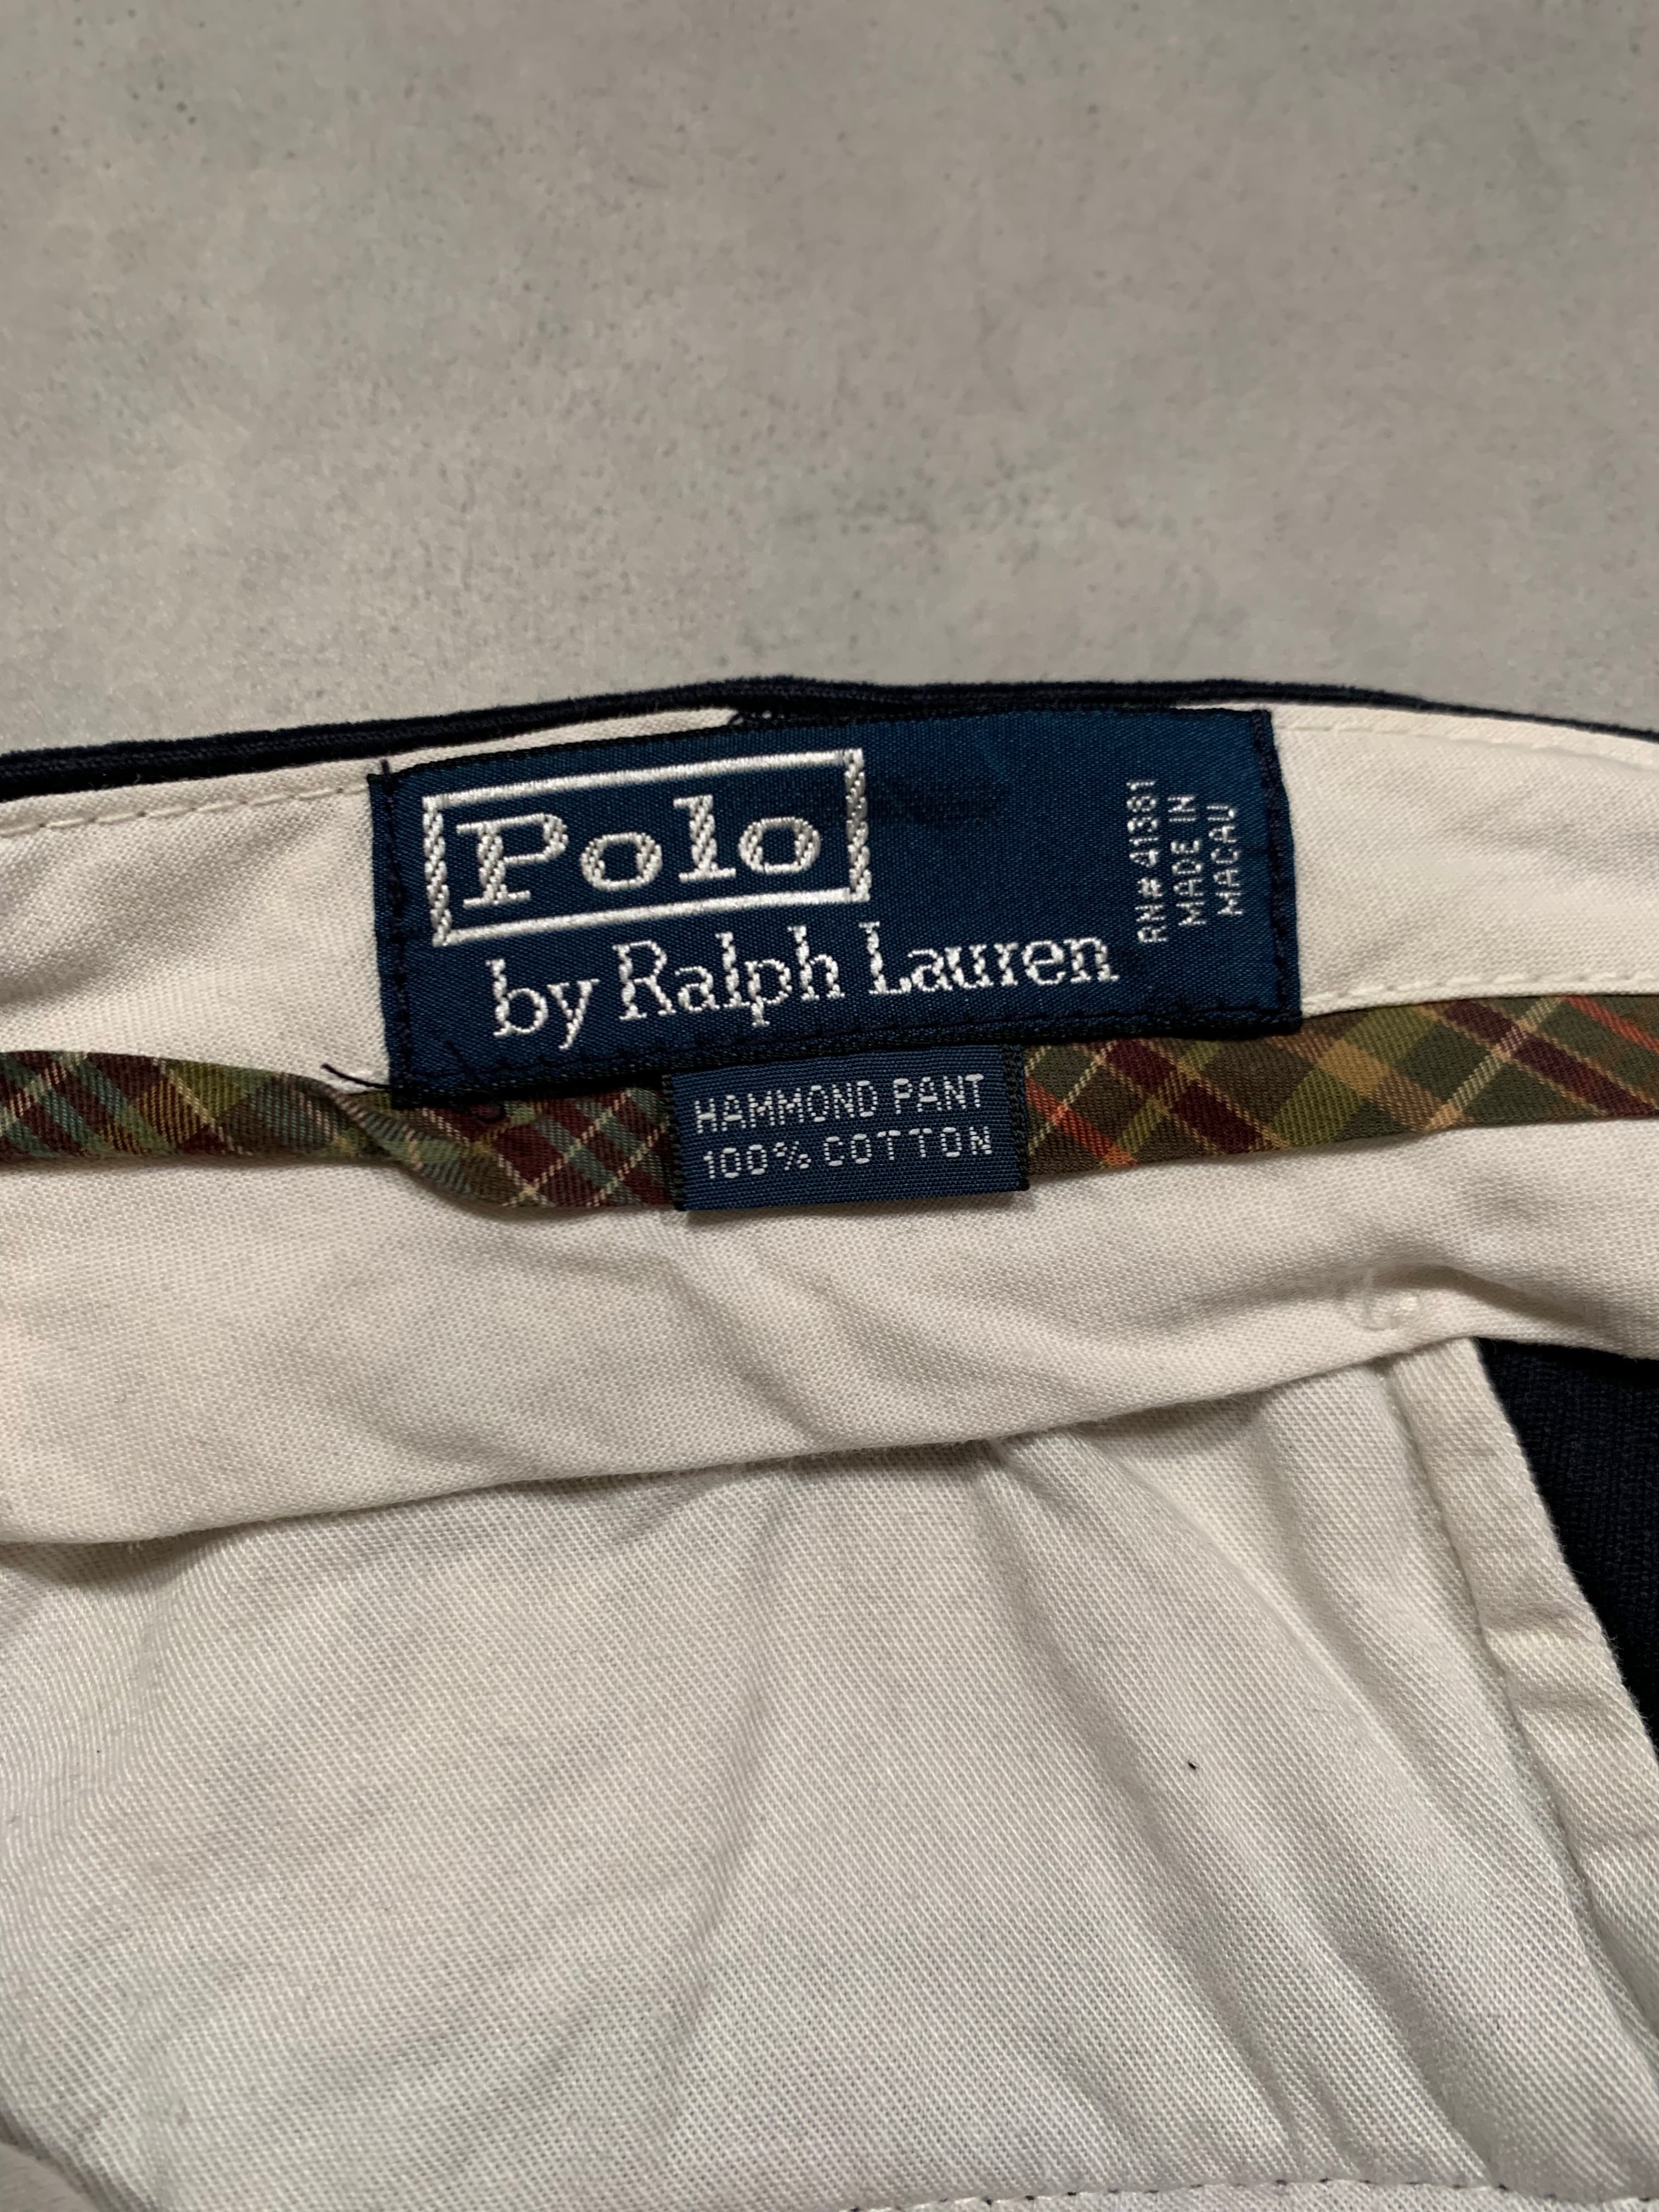 Polo
by Ralph Lauren
RN# 41381
MADE IN
MACAU
HAMMOND PANT
100% COTTON